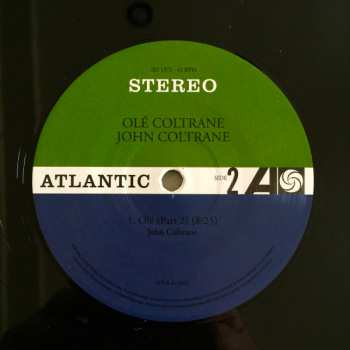 STEREO
OLÉ COLTRANE
JOHN COLTRANE
ATLANTIC
SIDE 2
1. Olé (Part 2) (8:25)
John Coltrane